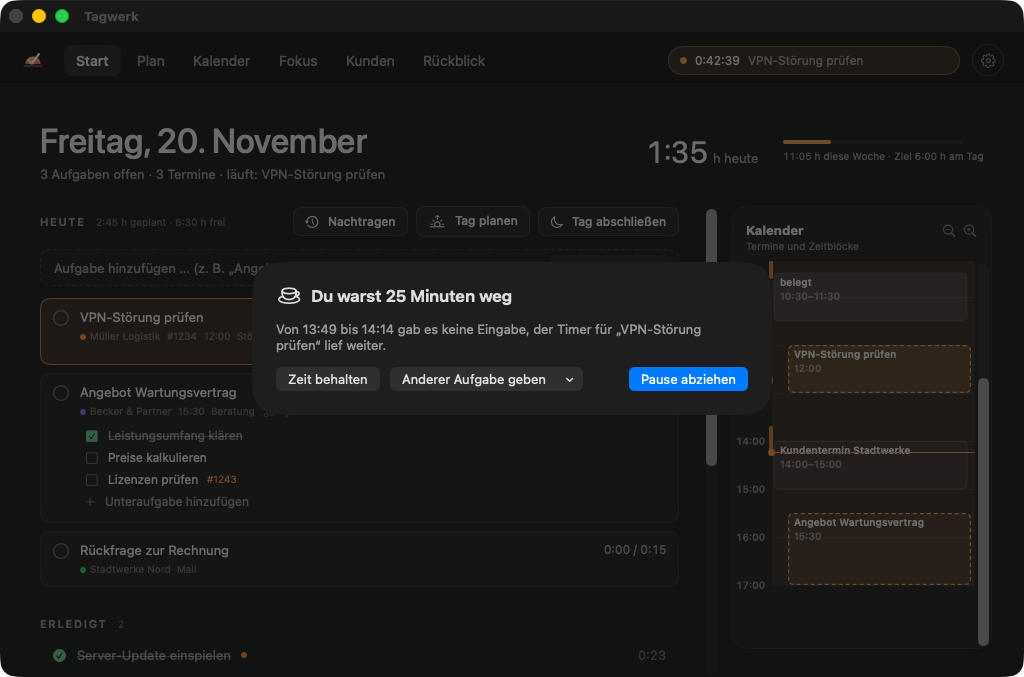 Tagwerk
Start Plan Kalender Fokus Kunden Rückblick
0:42:39 VPN-Störung prüfen
Freitag, 20. November
3 Aufgaben offen · 3 Termine · läuft: VPN-Störung prüfen
1:35 h heute
11:05 h diese Woche · Ziel 6:00 h am Tag
HEUTE 2:45 h geplant · 6:30 h frei
Nachtragen
Tag planen
Tag abschließen
Aufgabe hinzufügen … (z. B.
VPN-Störung prüfen
Müller Logistik #1234 12:00
Angebot Wartungsvertrag
Becker & Partner 15:30 Beratung
Leistungsumfang klären
Preise kalkulieren
Lizenzen prüfen #1243
+ Unteraufgabe hinzufügen
Rückfrage zur Rechnung
0:00 / 0:15
Stadtwerke Nord Mail
ERLEDIGT 2
Server-Update einspielen
0:23
Du warst 25 Minuten weg
Von 13:49 bis 14:14 gab es keine Eingabe, der Timer für „VPN-Störung
prüfen“ lief weiter.
Zeit behalten
Anderer Aufgabe geben
Pause abziehen
Kalender
Termine und Zeitblöcke
belegt
10:30–11:30
VPN-Störung prüfen
12:00
14:00
Kundentermin Stadtwerke
14:00–15:00
15:00
Angebot Wartungsvertrag
15:30
16:00
17:00